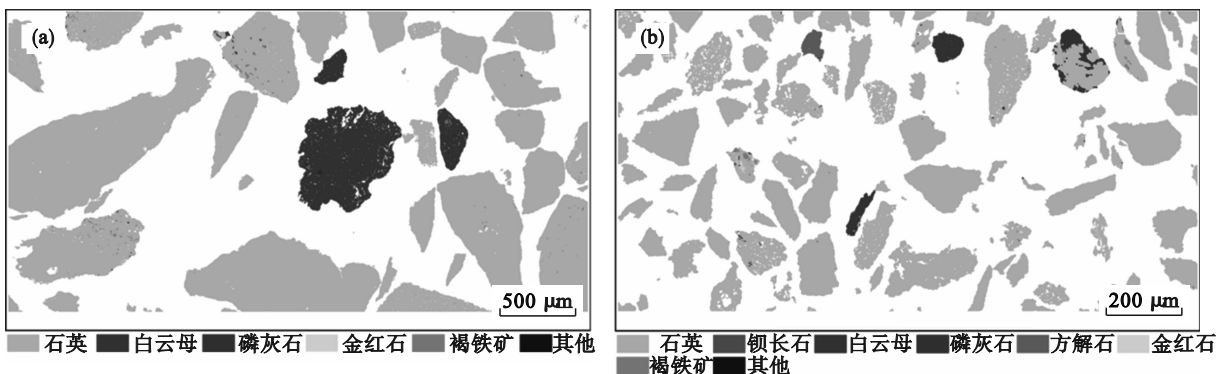 (a)
500 μm
石英 白云母 磷灰石 金红石 褐铁矿 其他
(b)
200 μm
石英 钡长石 白云母 磷灰石 方解石 金红石
褐铁矿 其他